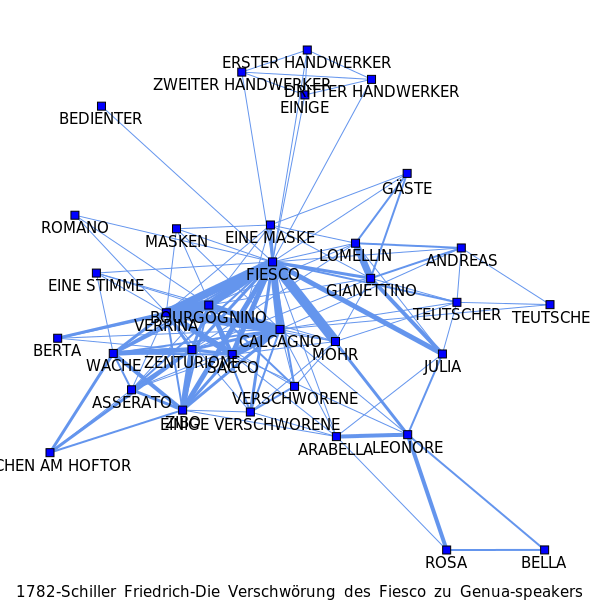 ERSTER HANDWERKER
ZWEITER HANDWERKER
DRITTER HANDWERKER
EINIGE
BEDIENTER
GÄSTE
ROMANO
MASKEN
EINE MASKE
LOMELLIN
ANDREAS
FIESCO
EINE STIMME
GIANETTINO
TEUTSCHER
TEUTSCHE
BOURGOGNINO
VERRINA
CALCAGNO
BERTA
MOHR
WACHE
ZENTURIONE
SACCO
JULIA
ASSERATO
VERSCHWORENE
ZIBO
EINIGE VERSCHWORENE
ARABELLA
LEONORE
CHEN AM HOFTOR
ROSA
BELLA
1782-Schiller Friedrich-Die Verschwörung des Fiesco zu Genua-speakers